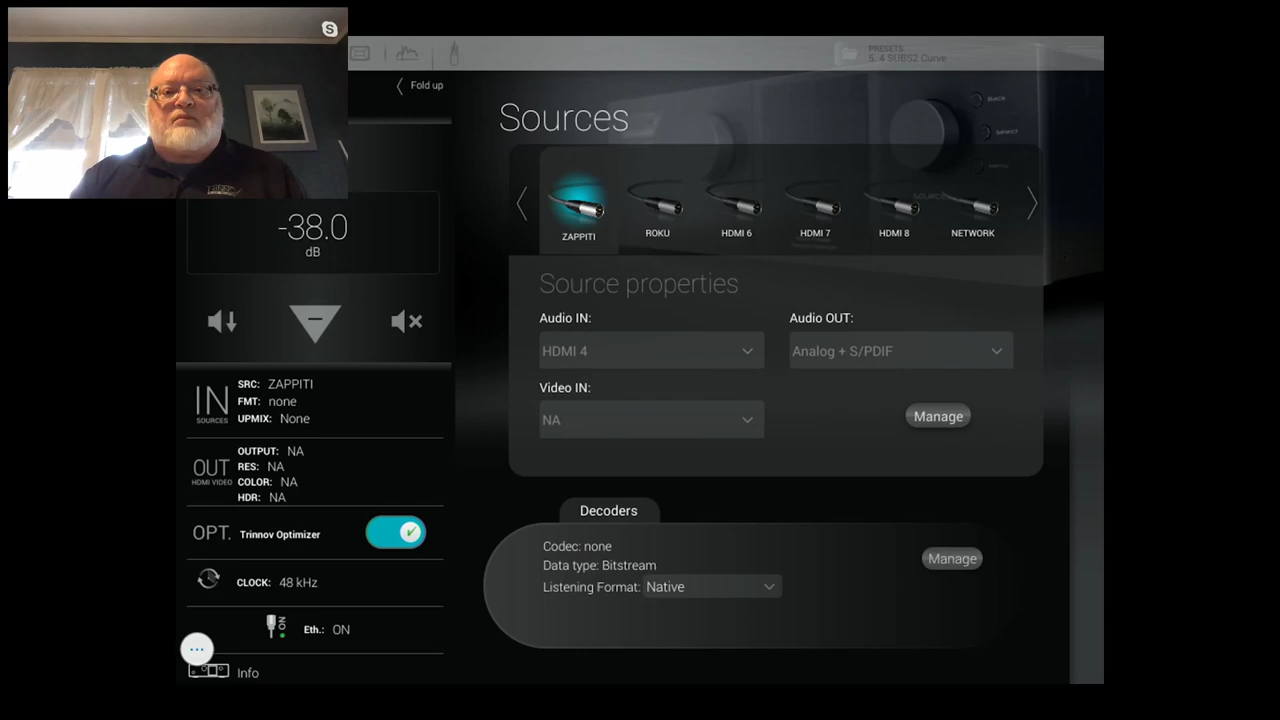 PRESETS
5. 4 SUBS2 Curve
Fold up
Sources
ZAPPITI
ROKU
HDMI 6
HDMI 7
HDMI 8
NETWORK
-38.0
dB
Source properties
Audio IN:
Audio OUT:
HDMI 4
Analog + S/PDIF
Video IN:
NA
Manage
IN
SOURCES
SRC: ZAPPITI
FMT: none
UPMIX: None
OUT
HDMI VIDEO
OUTPUT: NA
RES: NA
COLOR: NA
HDR: NA
OPT. Trinnov Optimizer
CLOCK: 48 kHz
ON
Eth.: ON
Info
Decoders
Codec: none
Data type: Bitstream
Listening Format: Native
Manage